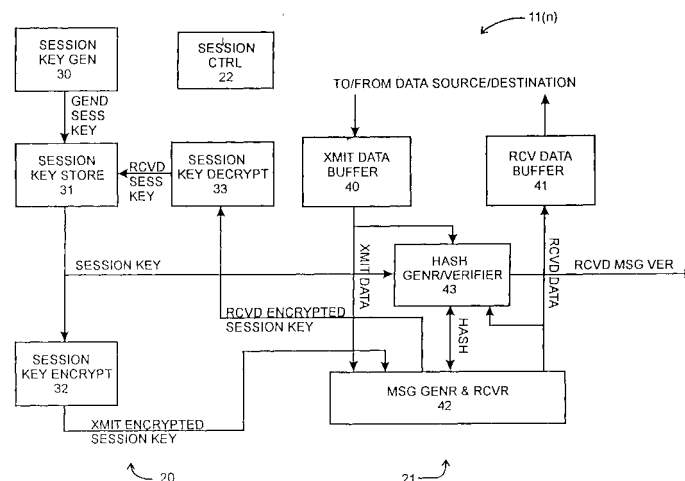 11(n)
SESSION
KEY GEN
30
SESSION
CTRL
22
GEND
SESS
KEY
TO/FROM DATA SOURCE/DESTINATION
SESSION
KEY STORE
31
RCVD
SESS
KEY
SESSION
KEY DECRYPT
33
XMIT DATA
BUFFER
40
RCV DATA
BUFFER
41
SESSION KEY
XMIT DATA
HASH
GENR/VERIFIER
43
RCVD DATA
RCVD MSG VER
RCVD ENCRYPTED
SESSION KEY
HASH
SESSION
KEY ENCRYPT
32
MSG GENR & RCVR
42
XMIT ENCRYPTED
SESSION KEY
20
21